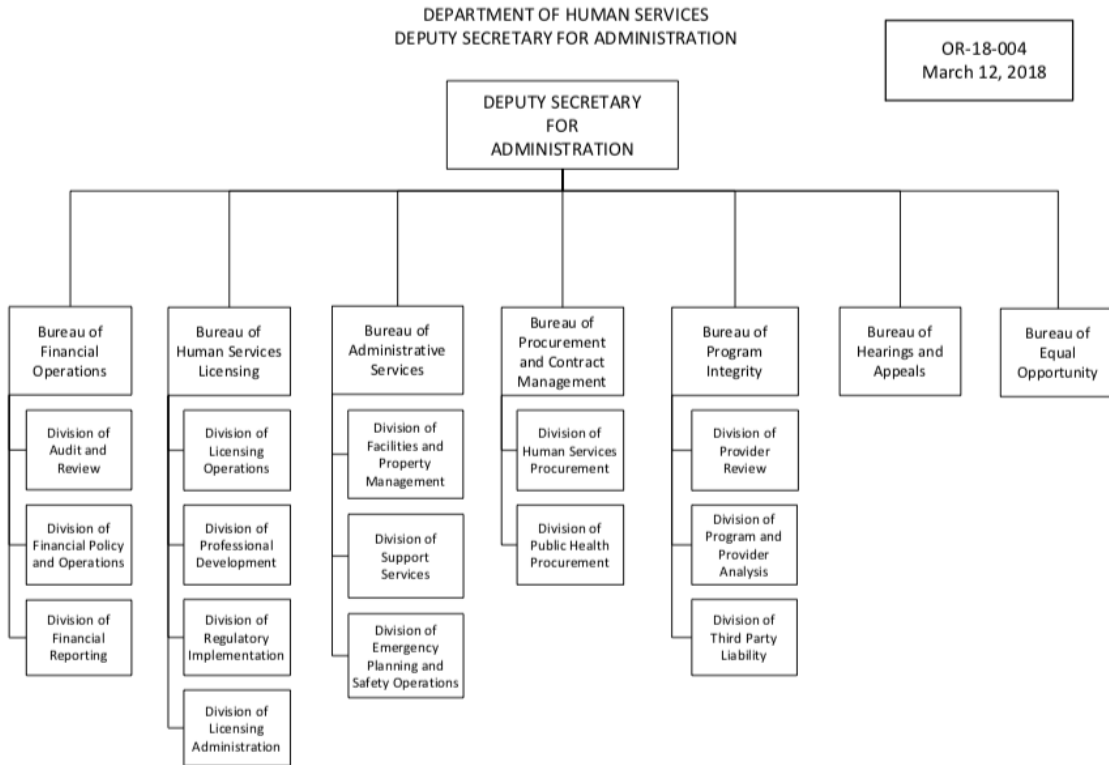 DEPARTMENT OF HUMAN SERVICES
DEPUTY SECRETARY FOR ADMINISTRATION
OR-18-004
March 12, 2018
DEPUTY SECRETARY
FOR
ADMINISTRATION
Bureau of
Financial
Operations
Bureau of
Human Services
Licensing
Bureau of
Administrative
Services
Bureau of
Procurement
and Contract
Management
Bureau of
Program
Integrity
Bureau of
Hearings and
Appeals
Bureau of
Equal
Opportunity
Division of
Audit and
Review
Division of
Licensing
Operations
Division of
Facilities and
Property
Management
Division of
Human Services
Procurement
Division of
Provider
Review
Division of
Financial Policy
and Operations
Division of
Professional
Development
Division of
Support
Services
Division of
Public Health
Procurement
Division of
Program and
Provider
Analysis
Division of
Financial
Reporting
Division of
Regulatory
Implementation
Division of
Emergency
Planning and
Safety Operations
Division of
Third Party
Liability
Division of
Licensing
Administration